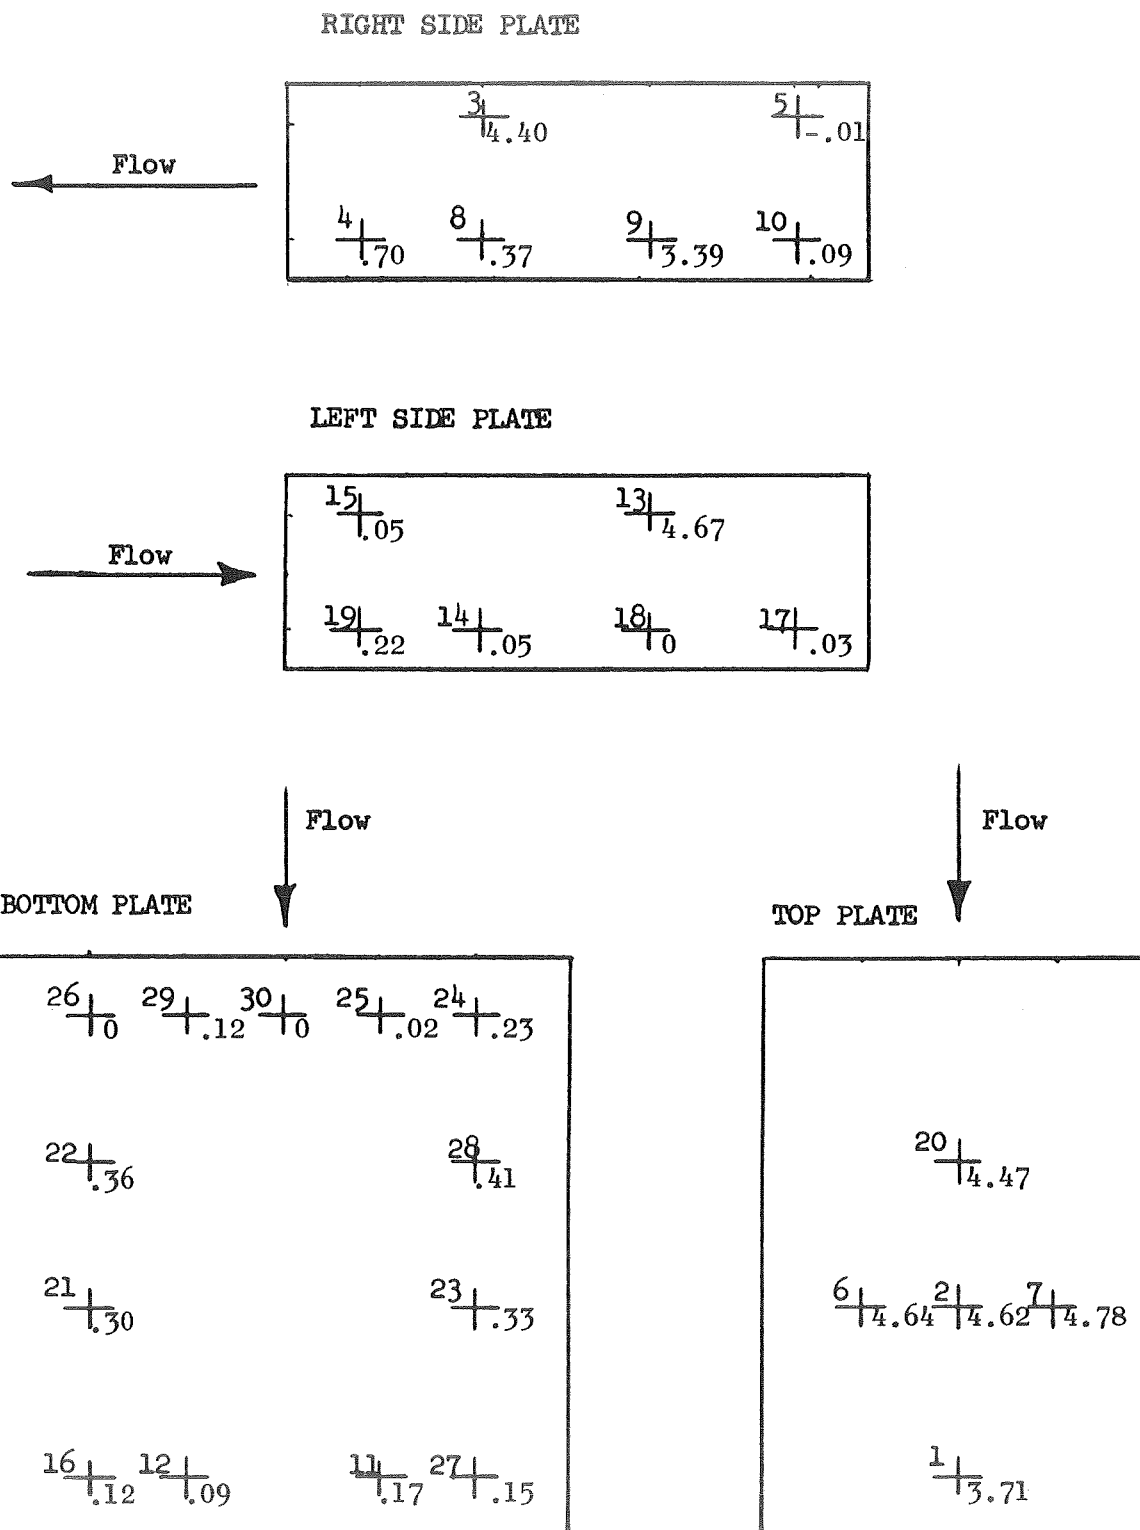 RIGHT SIDE PLATE
3 5
4.40 -.01
Flow
4 8 9 10
.70 .37 3.39 .09
LEFT SIDE PLATE
15 13
.05 4.67
Flow
19 14 18 17
.22 .05 0 .03
Flow Flow
BOTTOM PLATE TOP PLATE
26 29 30 25 24
0 .12 0 .02 .23
22 28 20
.36 .41 4.47
21 23 6 2 7
.30 .33 4.64 4.62 4.78
16 12 11 27 1
.12 .09 .17 .15 3.71